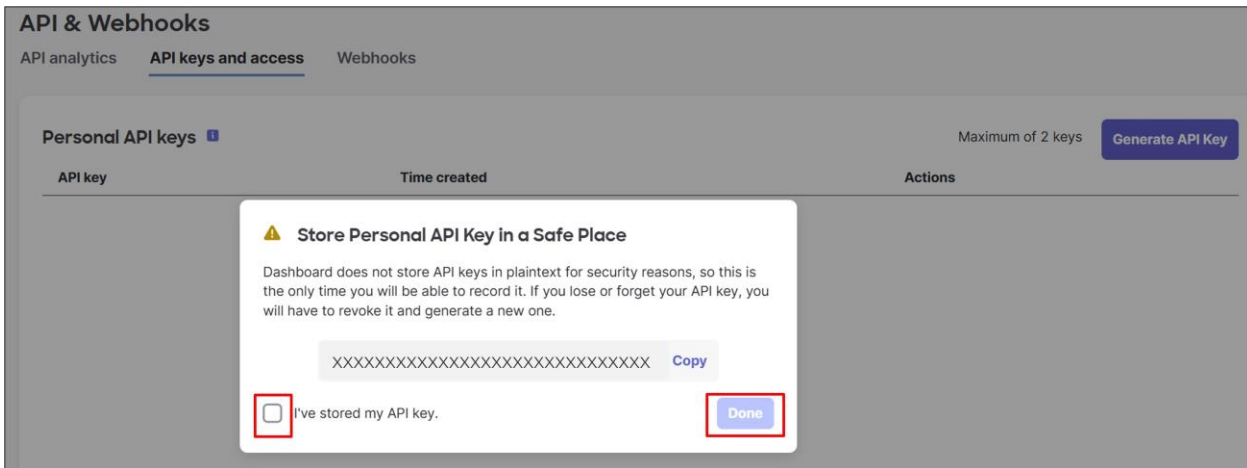 API & Webhooks
API analytics API keys and access Webhooks
Personal API keys Maximum of 2 keys Generate API Key
API key Time created Actions
Store Personal API Key in a Safe Place
Dashboard does not store API keys in plaintext for security reasons, so this is
the only time you will be able to record it. If you lose or forget your API key, you
will have to revoke it and generate a new one.
XXXXXXXXXXXXXXXXXXXXXXXXXXXXXX Copy
I've stored my API key. Done